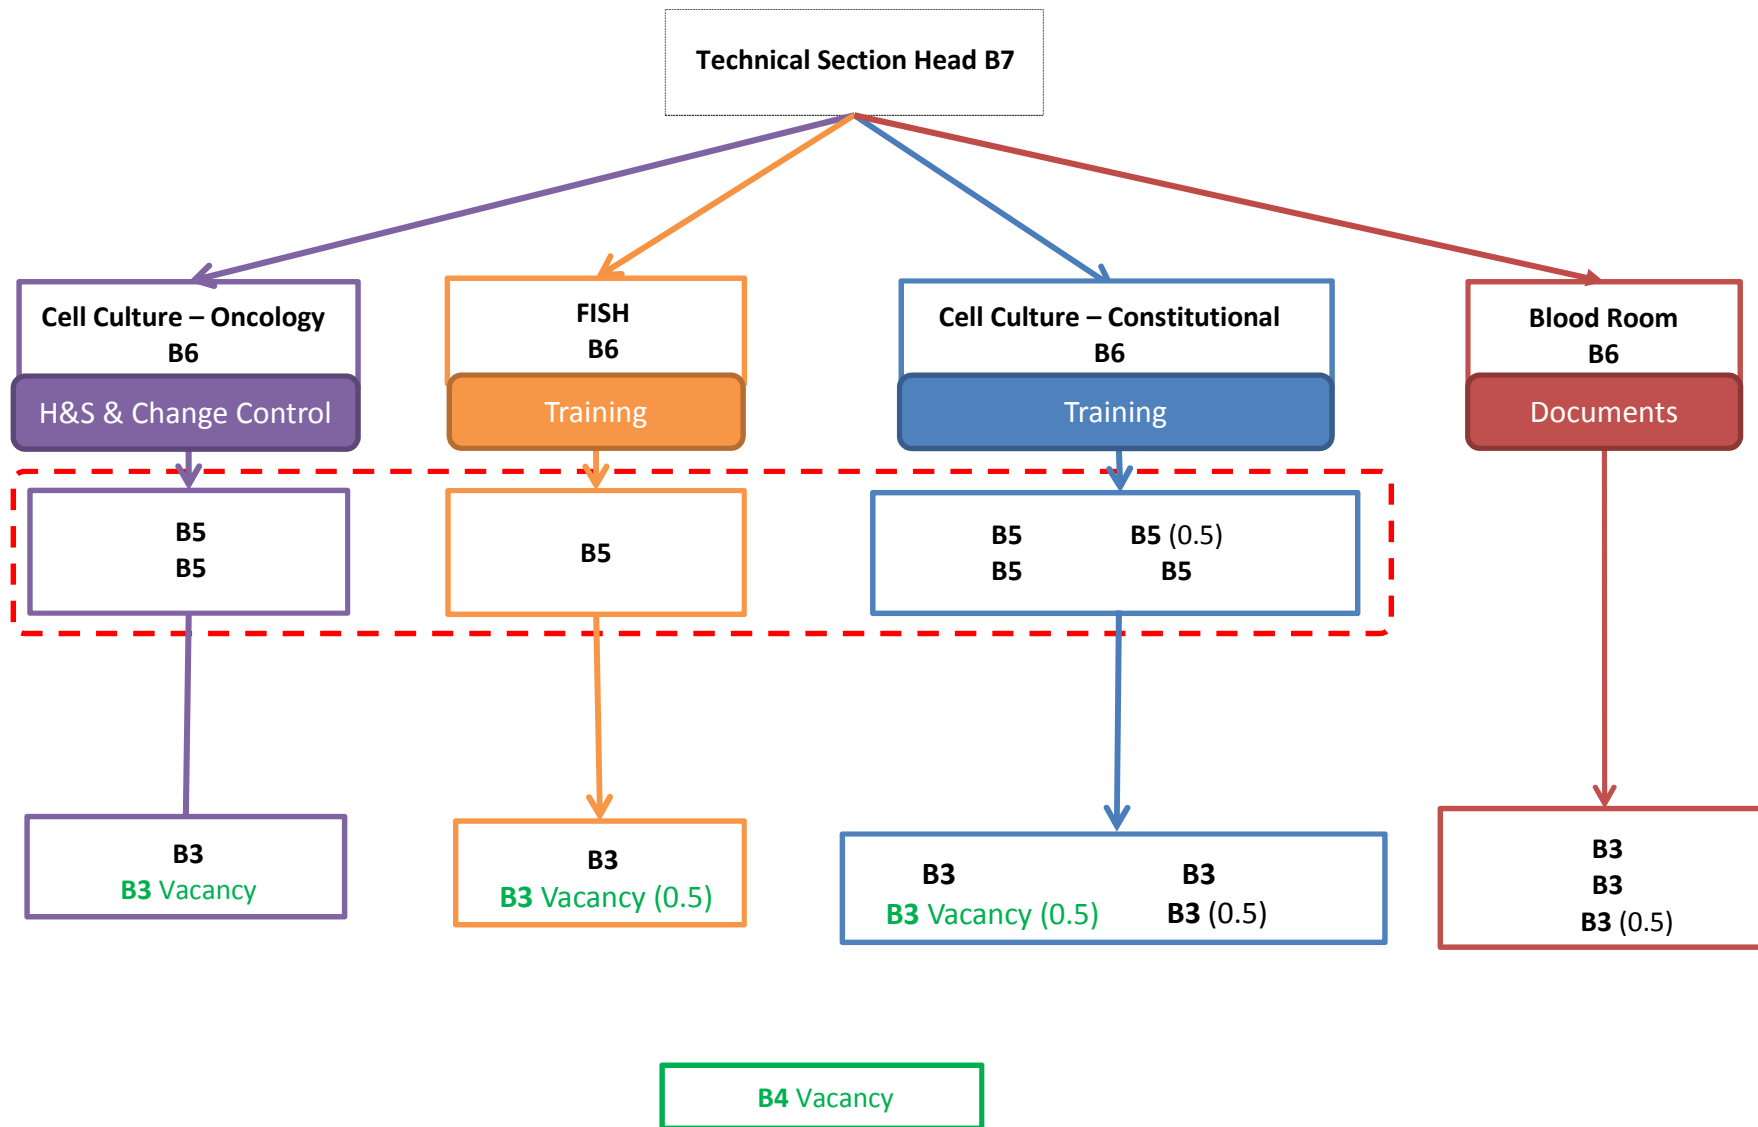 Technical Section Head B7
Cell Culture – Oncology
B6
H&S & Change Control
FISH
B6
Training
Cell Culture – Constitutional
B6
Training
Blood Room
B6
Documents
B5
B5
B5
B5 B5 (0.5)
B5 B5
B3
B3 Vacancy
B3
B3 Vacancy (0.5)
B3 B3
B3 Vacancy (0.5) B3 (0.5)
B3
B3
B3 (0.5)
B4 Vacancy